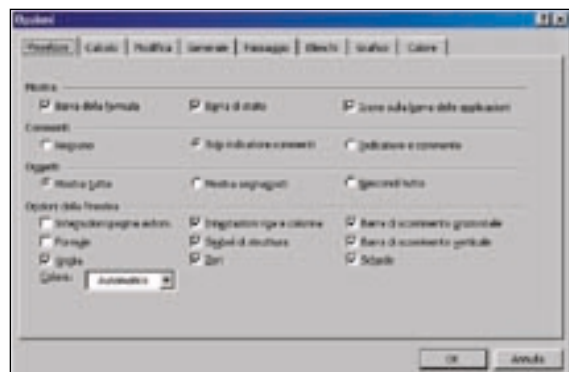 Opzioni
Visualizza Calcolo Modifica Generale Passaggio Elenchi Grafico Colore
Mostra
Barra della formula Barra di stato Icone sulla barra delle applicazioni
Commenti
Nessuno Solo indicatore commenti Indicatore e commento
Oggetti
Mostra tutto Mostra segnaposti Nascondi tutto
Opzioni della finestra
Interruzioni pagina autom. Intestazioni riga e colonna Barra di scorrimento orizzontale
Formule Simboli di struttura Barra di scorrimento verticale
Griglia Zeri Schede
Colore: Automatico
OK Annulla